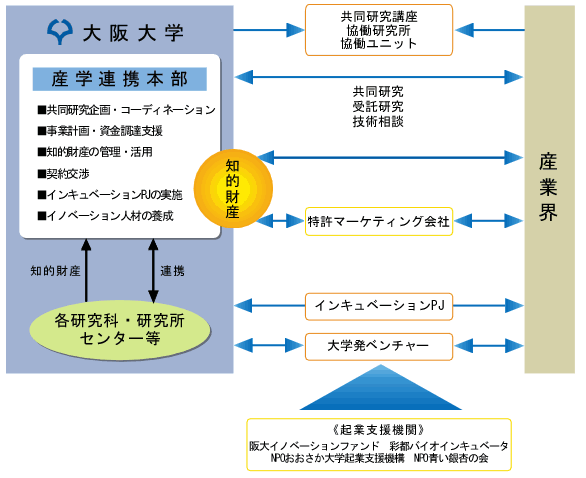 大阪大学
産学連携本部
■共同研究企画・コーディネーション
■事業計画・資金調達支援
■知的財産の管理・活用
■契約交渉
■インキュベーションPJの実施
■イノベーション人材の養成
知的財産
連携
各研究科・研究所
センター等
知的財産
共同研究講座
協働研究所
協働ユニット
共同研究
受託研究
技術相談
特許マーケティング会社
インキュベーションPJ
大学発ベンチャー
《起業支援機関》
阪大イノベーションファンド　彩都バイオインキュベータ
NPOおおさか大学起業支援機構　NPO青い銀杏の会
産業界